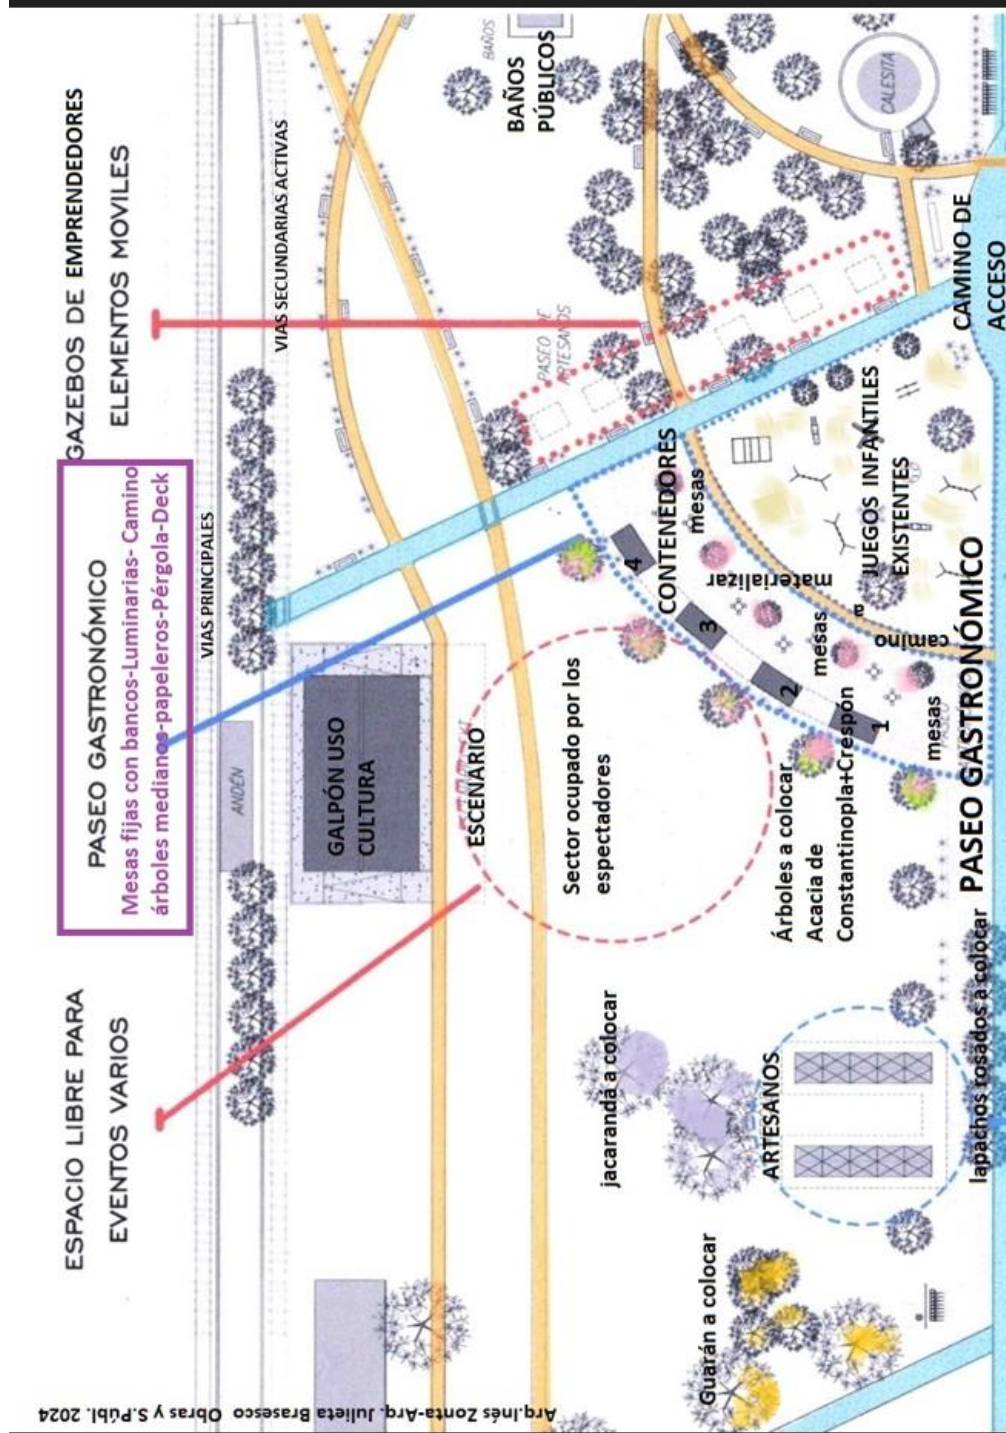 ESPACIO LIBRE PARA
EVENTOS VARIOS
PASEO GASTRONÓMICO
Mesas fijas con bancos-Luminarias- Camino
árboles medianos-papeleros-Pérgola-Deck
GAZEBOS DE EMPRENDEDORES
ELEMENTOS MOVILES
VIAS PRINCIPALES
VIAS SECUNDARIAS ACTIVAS
ANDÉN
GALPÓN USO
CULTURA
ESCENARIO
Sector ocupado por los
espectadores
BAÑOS
BAÑOS
PÚBLICOS
PASEO DE
ARTESANOS
CALESITA
CAMINO DE
ACCESO
CONTENEDORES
4
3
2
1
mesas
mesas
mesas
camino
a
materializar
JUEGOS INFANTILES
EXISTENTES
PASEO
PASEO GASTRONÓMICO
Árboles a colocar
Acacia de
Constantinopla+Crespón
jacarandá a colocar
ARTESANOS
lapachos rosados a colocar
Guarán a colocar
Arq.Inés Zonta-Arq. Julieta Brasesco Obras y S.Públ. 2024